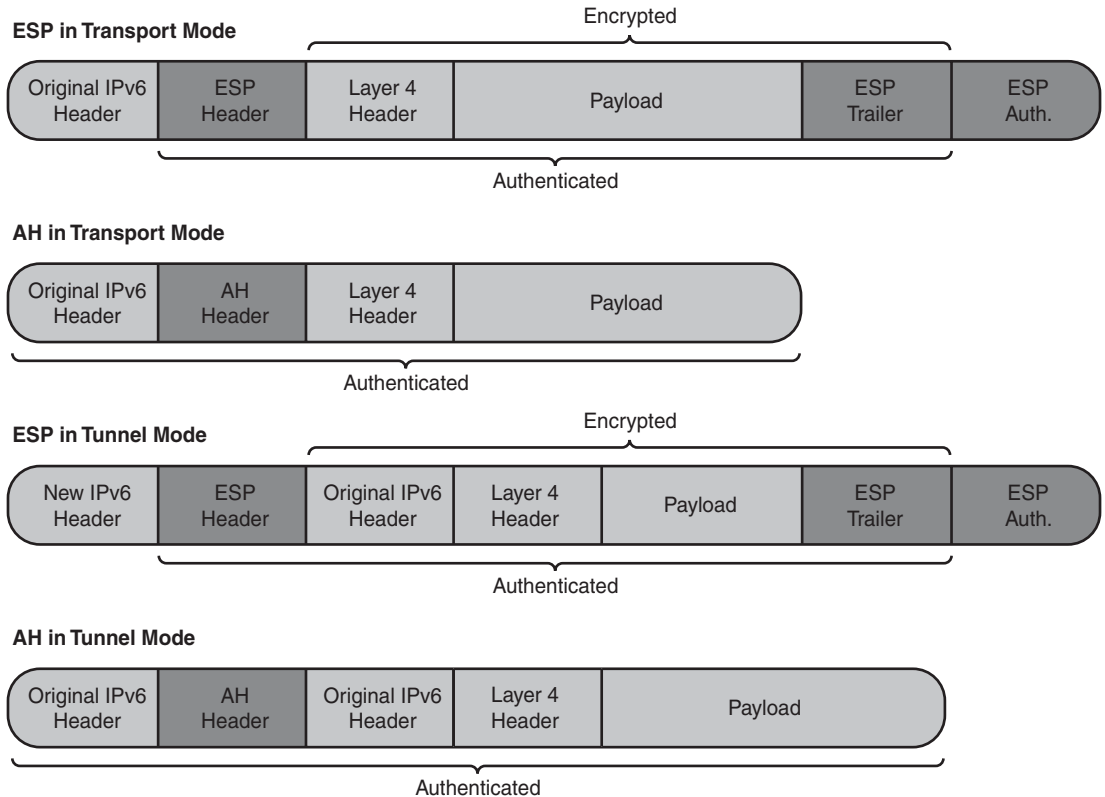 ESP in Transport Mode
Encrypted
Original IPv6
Header
ESP
Header
Layer 4
Header
Payload
ESP
Trailer
ESP
Auth.
Authenticated
AH in Transport Mode
Original IPv6
Header
AH
Header
Layer 4
Header
Payload
Authenticated
ESP in Tunnel Mode
Encrypted
New IPv6
Header
ESP
Header
Original IPv6
Header
Layer 4
Header
Payload
ESP
Trailer
ESP
Auth.
Authenticated
AH in Tunnel Mode
Original IPv6
Header
AH
Header
Original IPv6
Header
Layer 4
Header
Payload
Authenticated